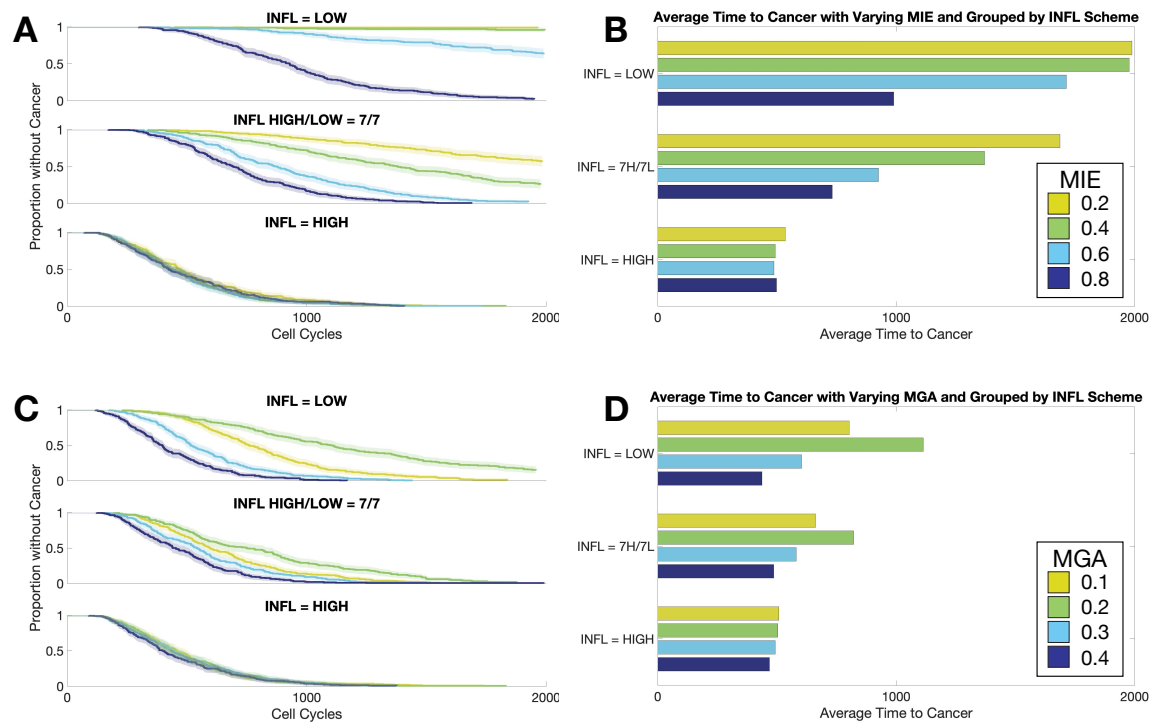 A
INFL = LOW
1
0.5
0
INFL HIGH/LOW = 7/7
1
0.5
0
INFL = HIGH
1
0.5
0
0
1000
2000
Cell Cycles
Proportion without Cancer
B
Average Time to Cancer with Varying MIE and Grouped by INFL Scheme
INFL = LOW
INFL = 7H/7L
INFL = HIGH
0
1000
2000
Average Time to Cancer
MIE
0.2
0.4
0.6
0.8
C
INFL = LOW
1
0.5
0
INFL HIGH/LOW = 7/7
1
0.5
0
INFL = HIGH
1
0.5
0
0
1000
2000
Cell Cycles
Proportion without Cancer
D
Average Time to Cancer with Varying MGA and Grouped by INFL Scheme
INFL = LOW
INFL = 7H/7L
INFL = HIGH
0
1000
2000
Average Time to Cancer
MGA
0.1
0.2
0.3
0.4